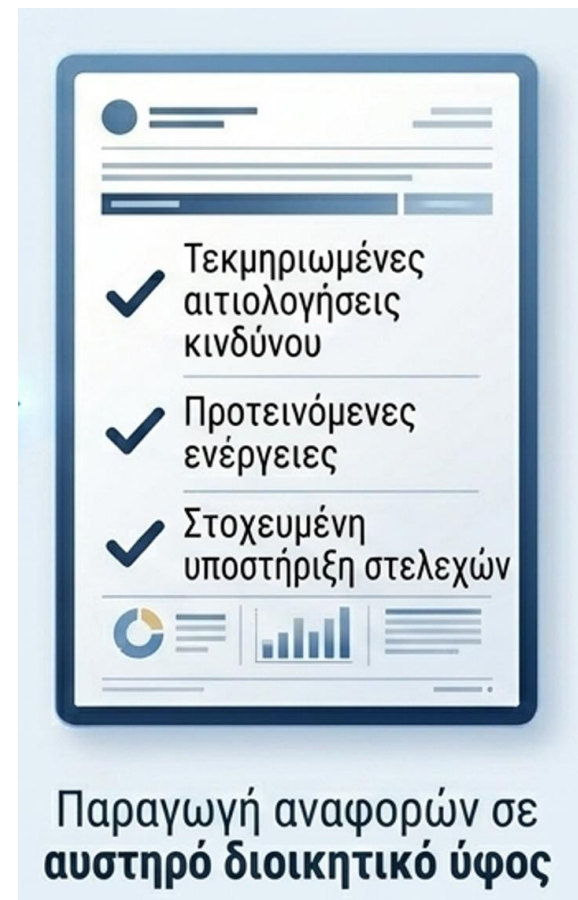 Τεκμηριωμένες
αιτιολογήσεις
κινδύνου
Προτεινόμενες
ενέργειες
Στοχευμένη
υποστήριξη στελεχών
Παραγωγή αναφορών σε
αυστηρό διοικητικό ύφος